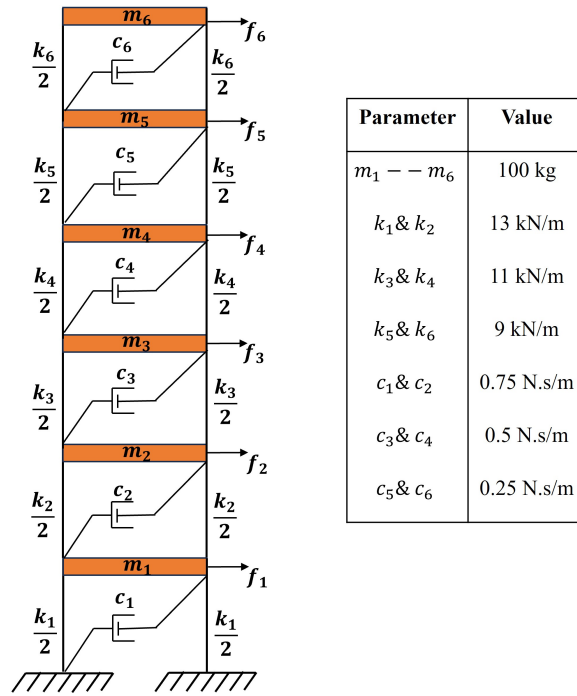 m₆
f₆
k₆/2
c₆
k₆/2
m₅
f₅
k₅/2
c₅
k₅/2
m₄
f₄
k₄/2
c₄
k₄/2
m₃
f₃
k₃/2
c₃
k₃/2
m₂
f₂
k₂/2
c₂
k₂/2
m₁
f₁
k₁/2
c₁
k₁/2
Parameter Value
m₁ − − m₆ 100 kg
k₁& k₂ 13 kN/m
k₃& k₄ 11 kN/m
k₅& k₆ 9 kN/m
c₁& c₂ 0.75 N.s/m
c₃& c₄ 0.5 N.s/m
c₅& c₆ 0.25 N.s/m